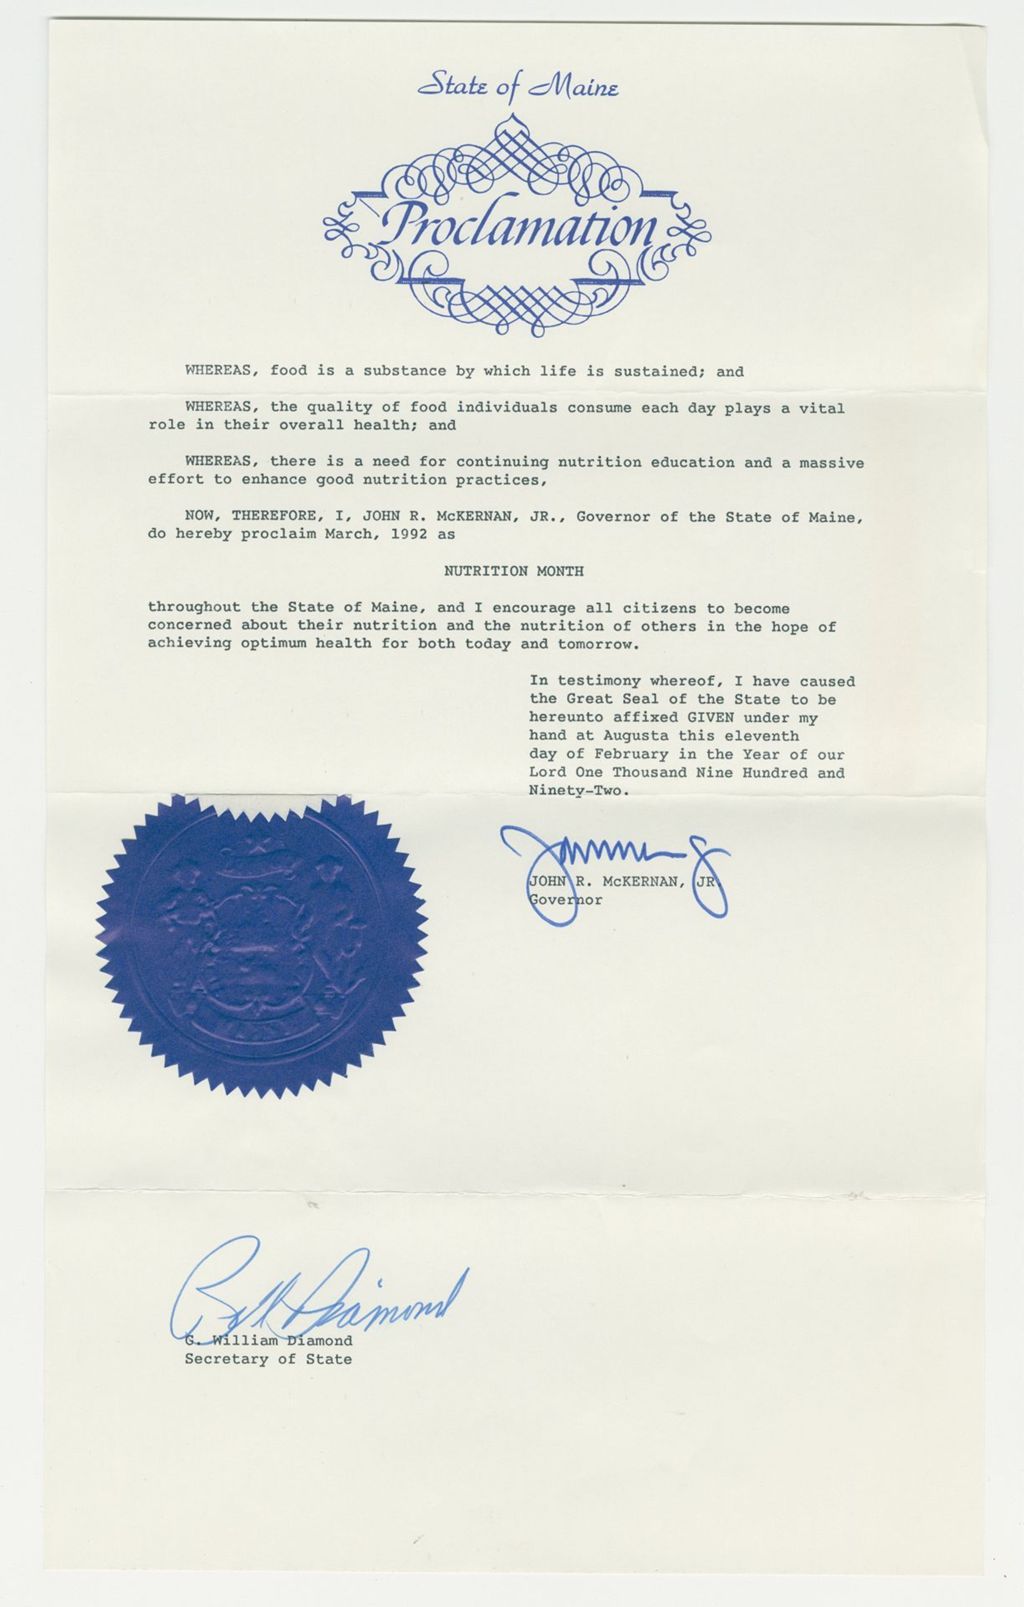 State of Maine
Proclamation
WHEREAS, food is a substance by which life is sustained; and
WHEREAS, the quality of food individuals consume each day plays a vital
role in their overall health; and
WHEREAS, there is a need for continuing nutrition education and a massive
effort to enhance good nutrition practices,
NOW, THEREFORE, I, JOHN R. McKERNAN, JR., Governor of the State of Maine,
do hereby proclaim March, 1992 as
NUTRITION MONTH
throughout the State of Maine, and I encourage all citizens to become
concerned about their nutrition and the nutrition of others in the hope of
achieving optimum health for both today and tomorrow.
In testimony whereof, I have caused
the Great Seal of the State to be
hereunto affixed GIVEN under my
hand at Augusta this eleventh
day of February in the Year of our
Lord One Thousand Nine Hundred and
Ninety-Two.
JOHN R. McKERNAN, JR.
Governor
Bill Diamond
G. William Diamond
Secretary of State